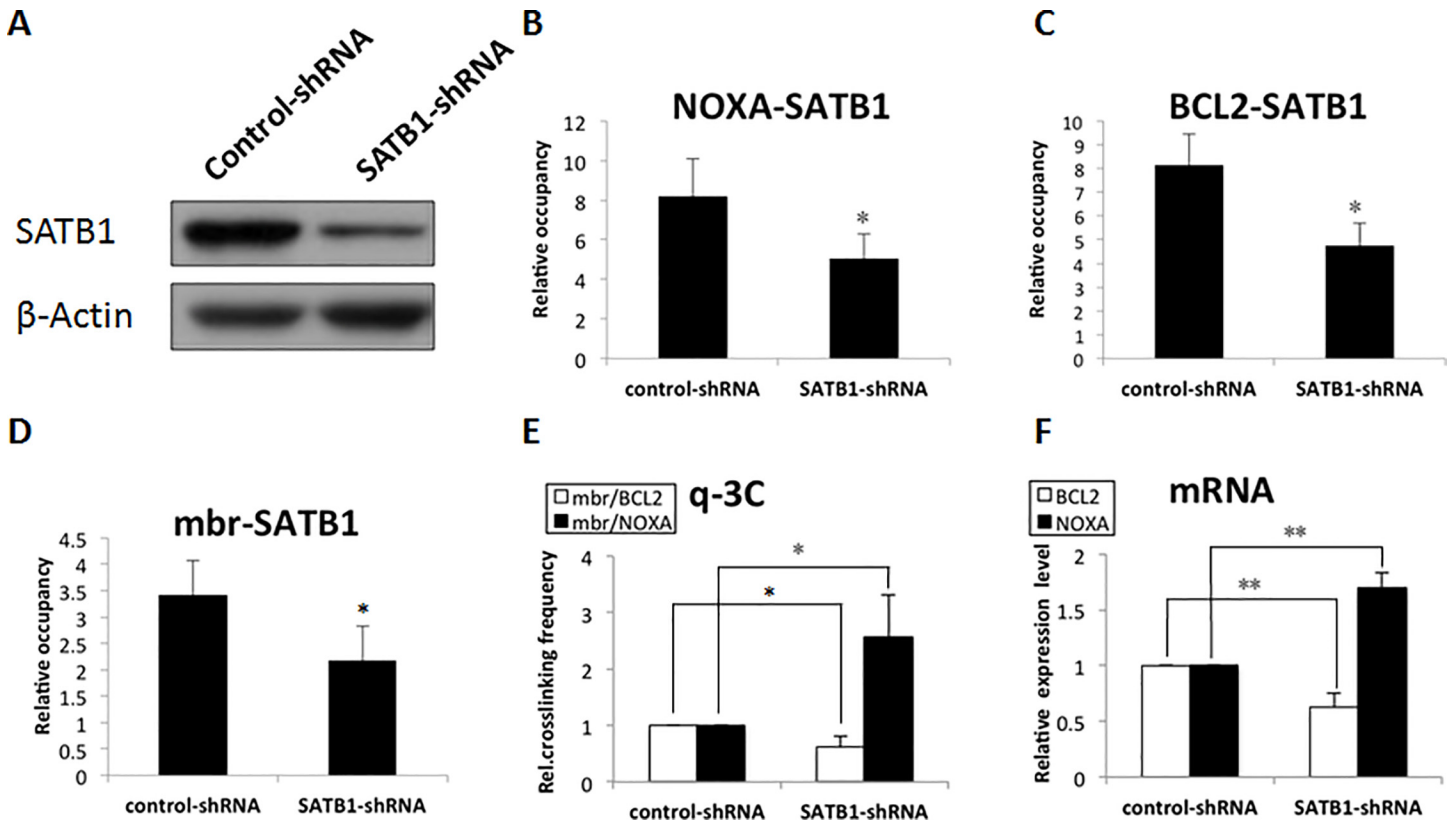 A
Control-shRNA
SATB1-shRNA
SATB1
β-Actin
B
NOXA-SATB1
Relative occupancy
12
10
8
6
4
2
0
*
control-shRNA
SATB1-shRNA
C
BCL2-SATB1
Relative occupancy
10
9
8
7
6
5
4
3
2
1
0
*
control-shRNA
SATB1-shRNA
D
mbr-SATB1
Relative occupancy
4.5
4
3.5
3
2.5
2
1.5
1
0.5
0
*
control-shRNA
SATB1-shRNA
E
mbr/BCL2
mbr/NOXA
q-3C
Rel.crosslinking frequency
4
3
2
1
0
*
*
control-shRNA
SATB1-shRNA
F
BCL2
NOXA
mRNA
Relative expression level
2
1.5
1
0.5
0
**
**
control-shRNA
SATB1-shRNA